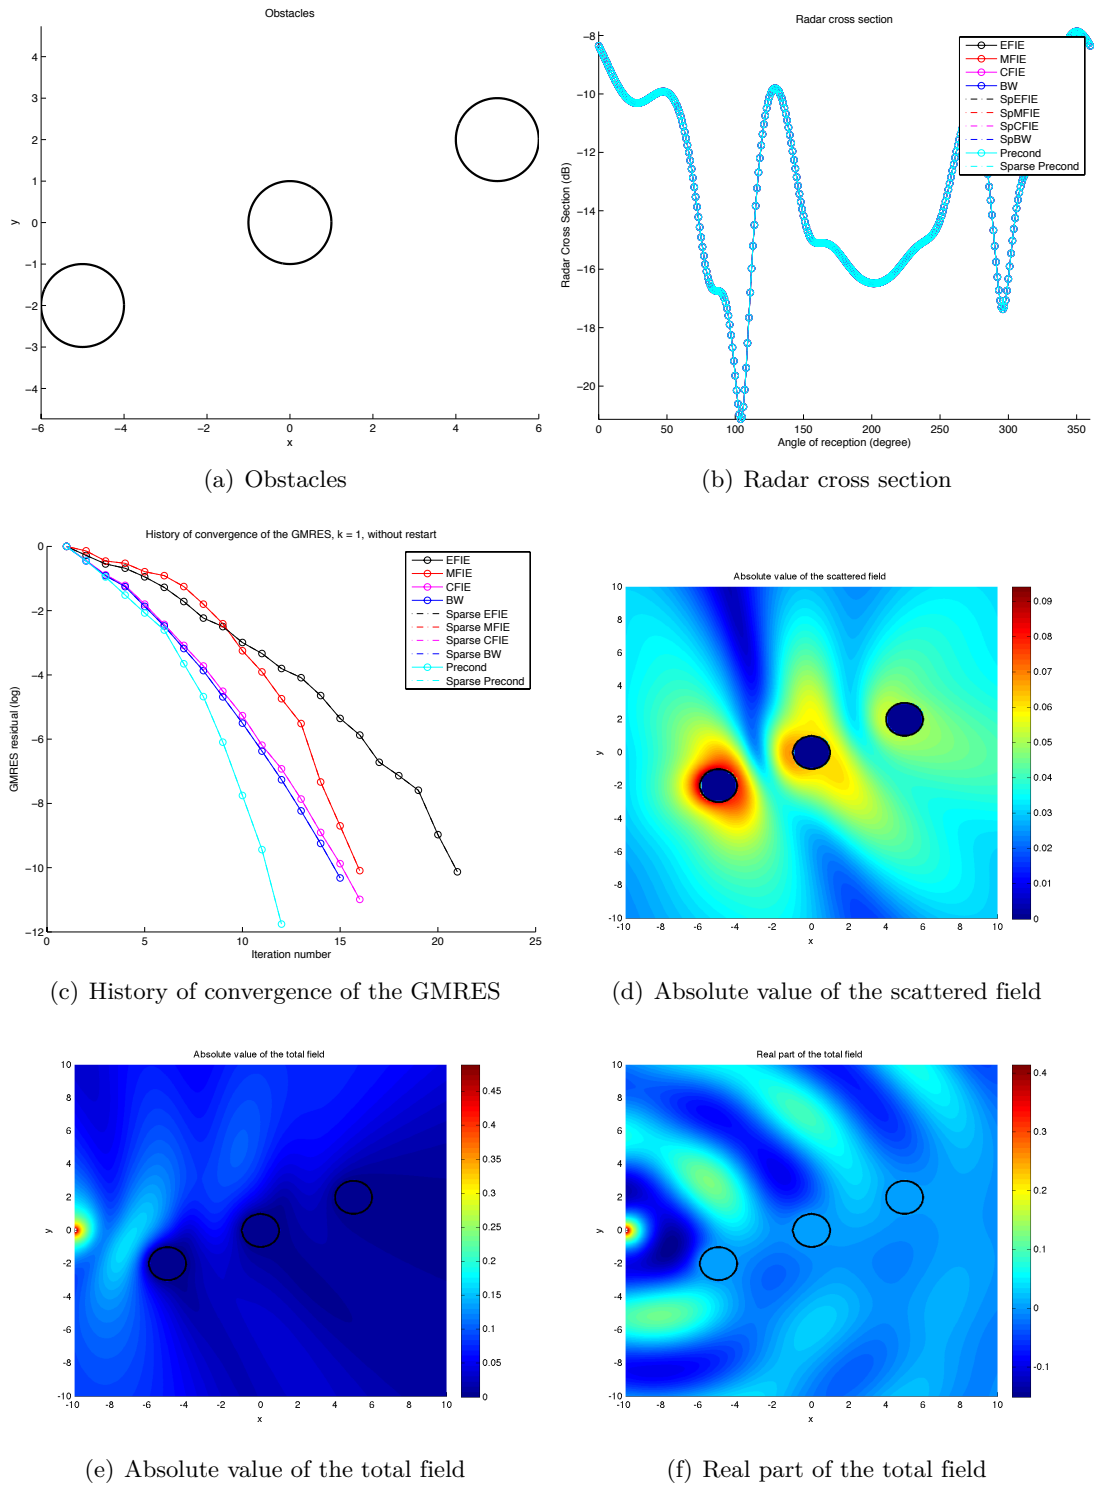 Obstacles
4
3
2
1
0
−1
−2
−3
−4
y
−6 −4 −2 0 2 4 6
x
(a) Obstacles
Radar cross section
−8
−10
−12
−14
−16
−18
−20
Radar Cross Section (dB)
EFIE
MFIE
CFIE
BW
SpEFIE
SpMFIE
SpCFIE
SpBW
Precond
Sparse Precond
0 50 100 150 200 250 300 350
Angle of reception (degree)
(b) Radar cross section
History of convergence of the GMRES, k = 1, without restart
0
−2
−4
−6
−8
−10
−12
GMRES residual (log)
EFIE
MFIE
CFIE
BW
Sparse EFIE
Sparse MFIE
Sparse CFIE
Sparse BW
Precond
Sparse Precond
0 5 10 15 20 25
Iteration number
(c) History of convergence of the GMRES
Absolute value of the scattered field
10
8
6
4
2
0
-2
-4
-6
-8
-10
y
-10 -8 -6 -4 -2 0 2 4 6 8 10
x
0.09
0.08
0.07
0.06
0.05
0.04
0.03
0.02
0.01
0
(d) Absolute value of the scattered field
Absolute value of the total field
10
8
6
4
2
0
-2
-4
-6
-8
-10
y
-10 -8 -6 -4 -2 0 2 4 6 8 10
x
0.45
0.4
0.35
0.3
0.25
0.2
0.15
0.1
0.05
0
(e) Absolute value of the total field
Real part of the total field
10
8
6
4
2
0
-2
-4
-6
-8
-10
y
-10 -8 -6 -4 -2 0 2 4 6 8 10
x
0.4
0.3
0.2
0.1
0
-0.1
(f) Real part of the total field